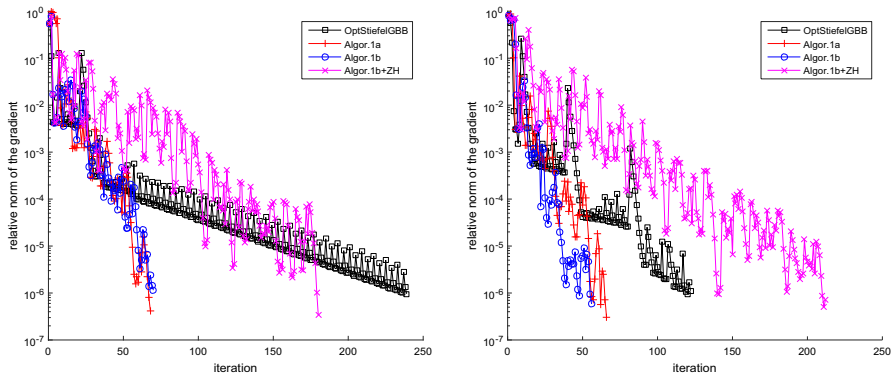 relative norm of the gradient
10^0
10^-1
10^-2
10^-3
10^-4
10^-5
10^-6
10^-7
0
50
100
150
200
250
iteration
OptStiefelGBB
Algor.1a
Algor.1b
Algor.1b+ZH
relative norm of the gradient
10^0
10^-1
10^-2
10^-3
10^-4
10^-5
10^-6
10^-7
0
50
100
150
200
250
iteration
OptStiefelGBB
Algor.1a
Algor.1b
Algor.1b+ZH